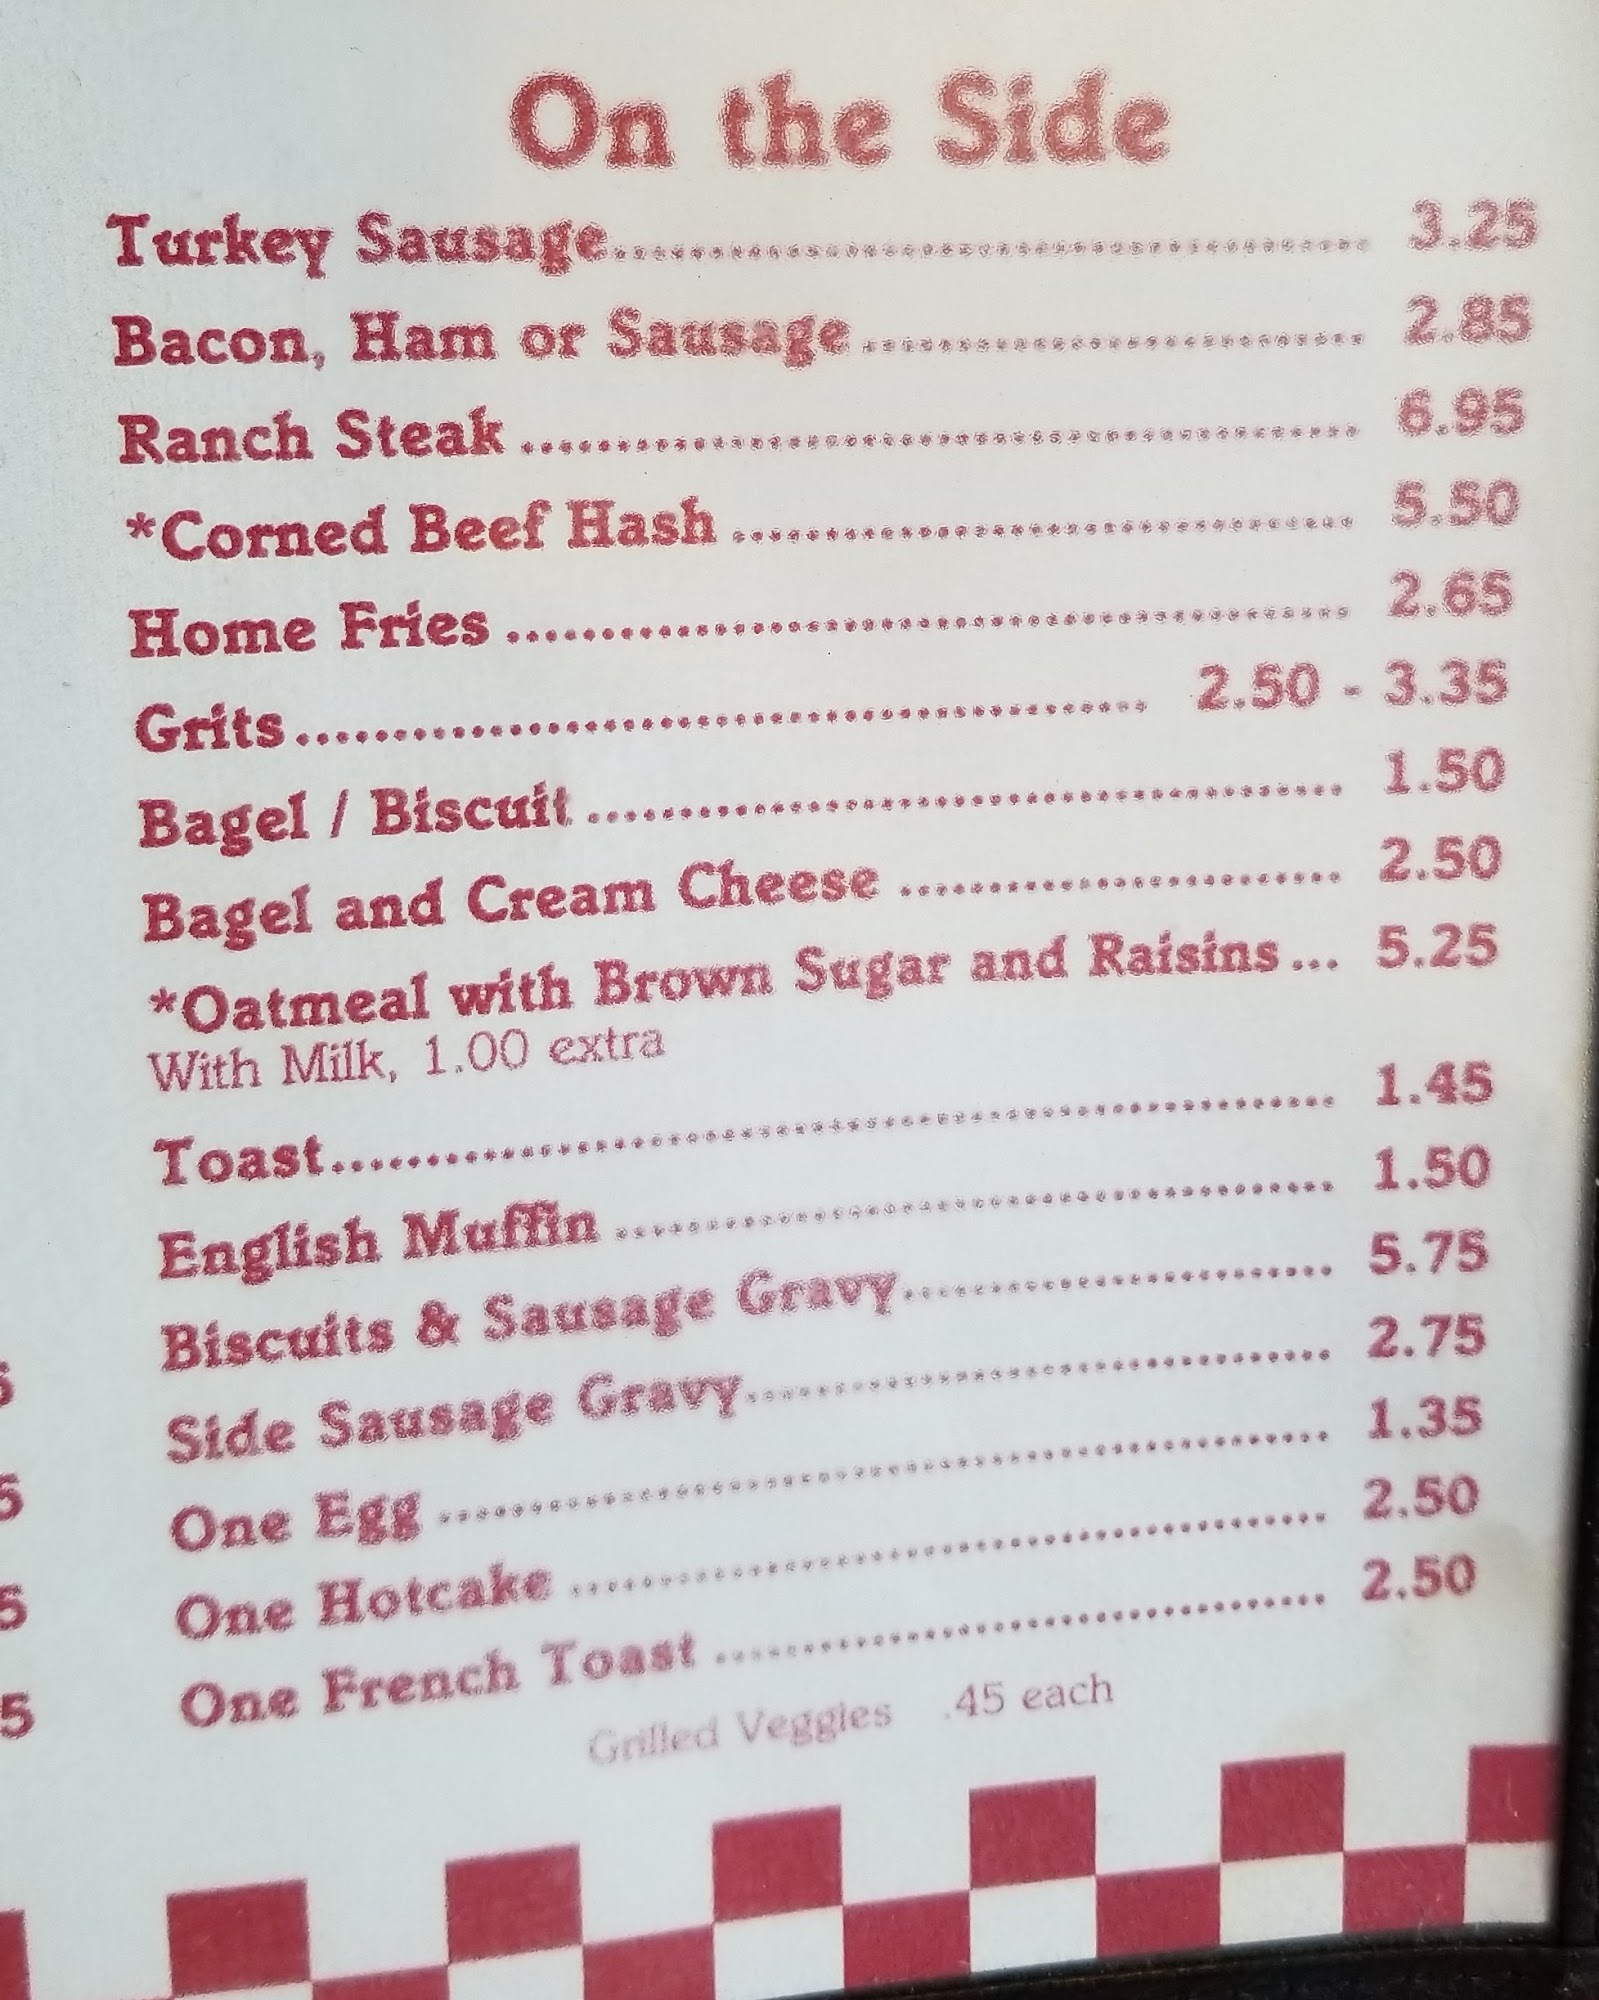 On the Side
Turkey Sausage........................................ 3.25
Bacon, Ham or Sausage ........................... 2.85
Ranch Steak ............................................. 6.95
*Corned Beef Hash ................................. 5.50
Home Fries ............................................. 2.65
Grits ............................................. 2.50 - 3.35
Bagel / Biscuit ........................................ 1.50
Bagel and Cream Cheese ........................ 2.50
*Oatmeal with Brown Sugar and Raisins ... 5.25
With Milk, 1.00 extra
Toast...................................................... 1.45
English Muffin ...................................... 1.50
5
Biscuits & Sausage Gravy....................... 5.75
Side Sausage Gravy............................... 2.75
5
One Egg ................................................ 1.35
5
One Hotcake ........................................ 2.50
5
One French Toast ................................. 2.50
Grilled Veggies .45 each